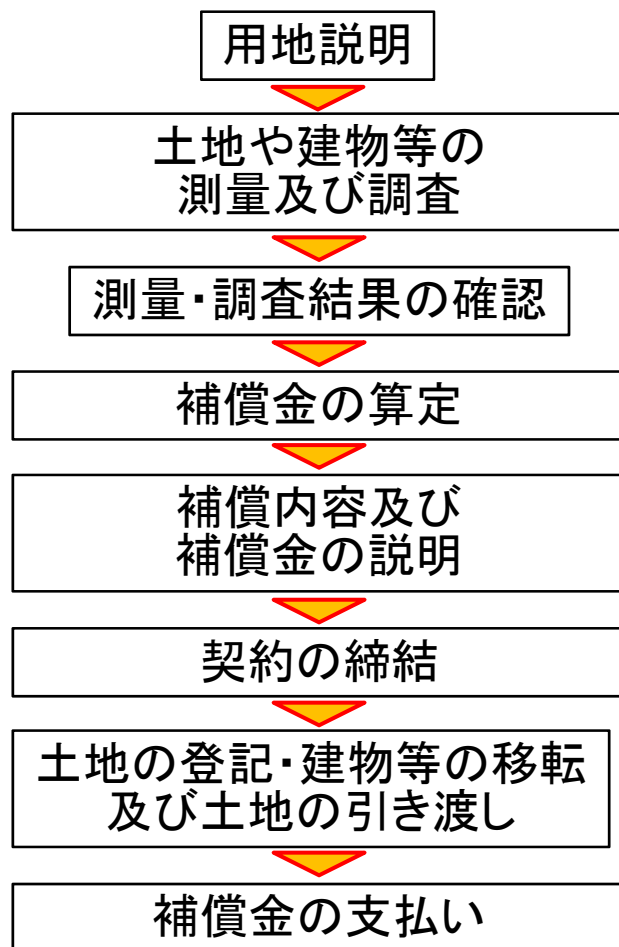 用地説明
土地や建物等の
測量及び調査
測量・調査結果の確認
補償金の算定
補償内容及び
補償金の説明
契約の締結
土地の登記・建物等の移転
及び土地の引き渡し
補償金の支払い